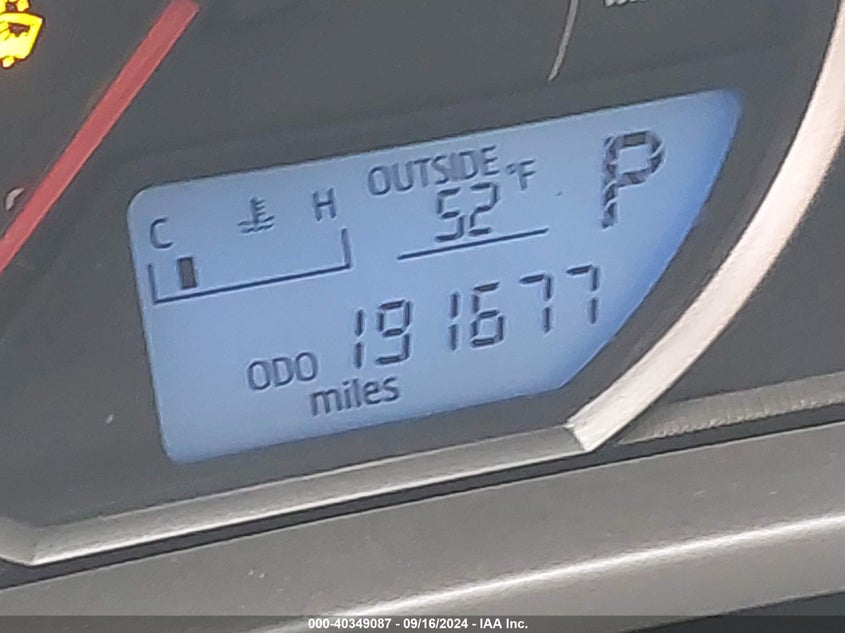 OUTSIDE
C H 52 °F P
ODO 191677
miles
000-40349087 - 09/16/2024 - IAA Inc.